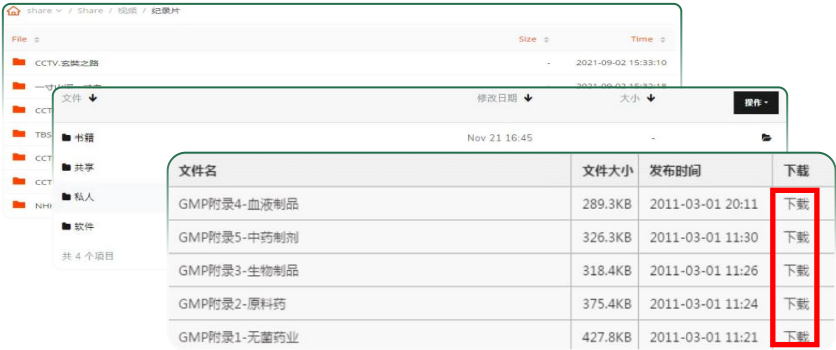 share / Share / 视频 / 纪录片
File Size Time
CCTV.玄奘之路 - 2021-09-02 15:33:10
CCT
TBS
CCT
CCT
NHK
文件 修改日期 大小 操作
书籍 Nov 21 16:45 -
共享
私人
软件
共 4 个项目
文件名 文件大小 发布时间 下载
GMP附录4-血液制品 289.3KB 2011-03-01 20:11 下载
GMP附录5-中药制剂 326.3KB 2011-03-01 11:30 下载
GMP附录3-生物制品 318.4KB 2011-03-01 11:26 下载
GMP附录2-原料药 375.4KB 2011-03-01 11:24 下载
GMP附录1-无菌药业 427.8KB 2011-03-01 11:21 下载